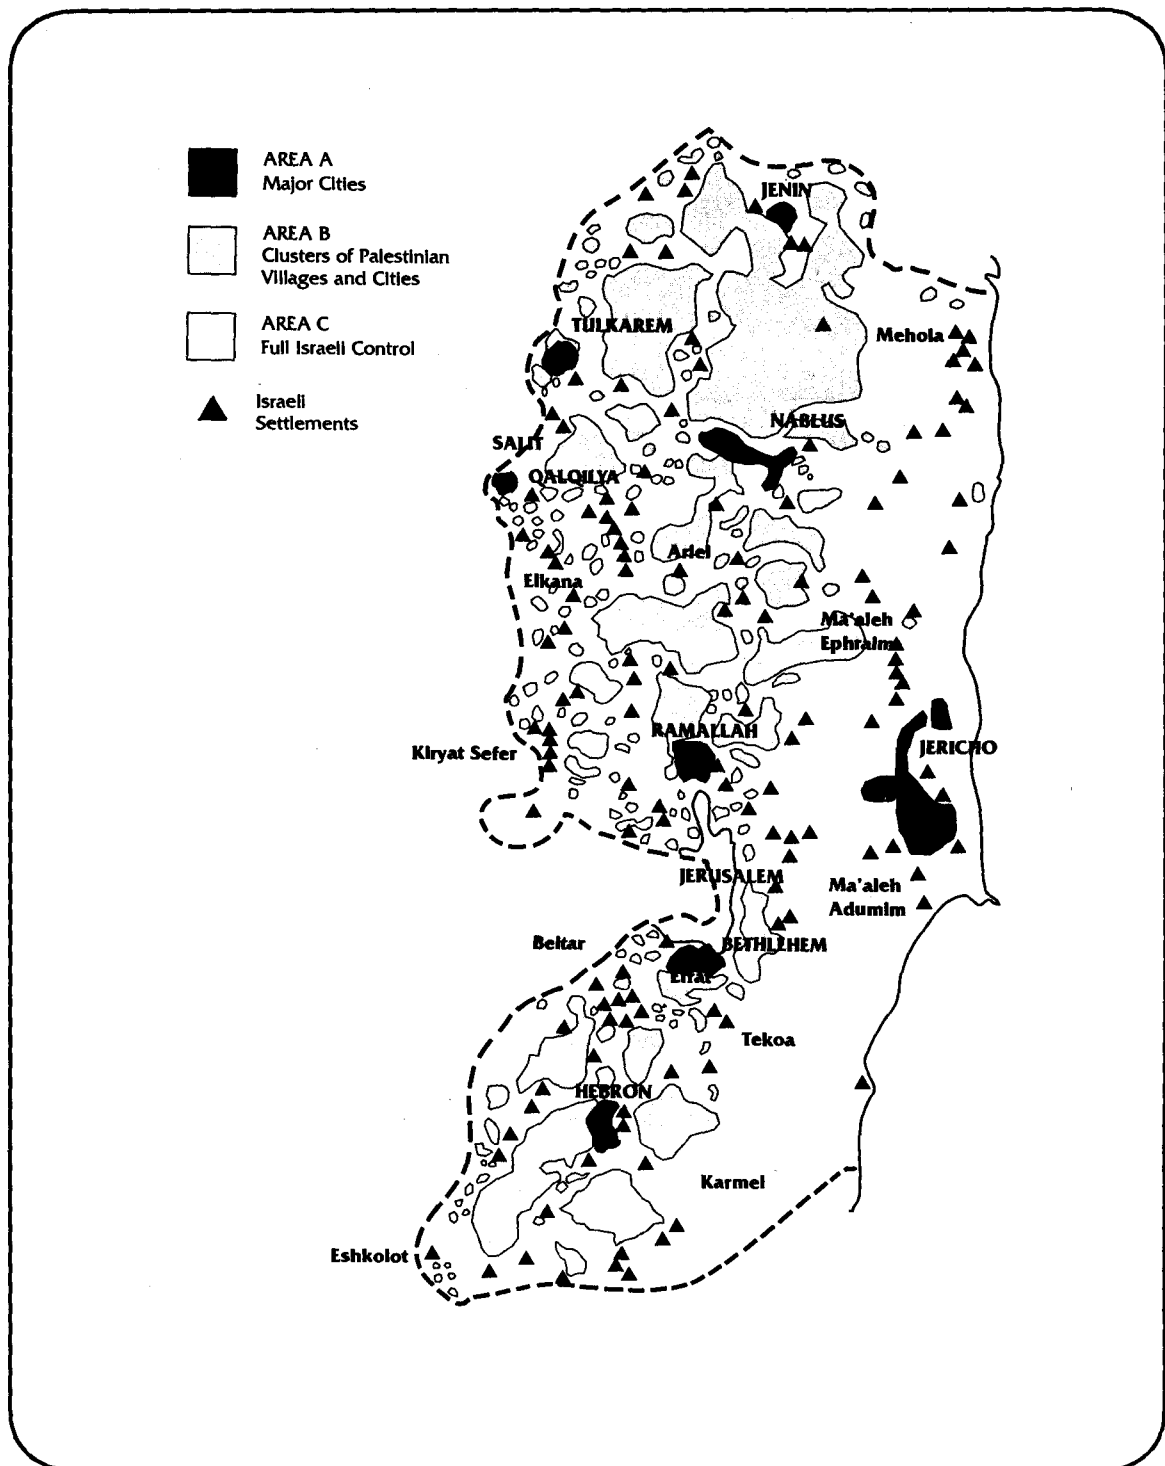 AREA A
Major Cities
AREA B
Clusters of Palestinian
Villages and Cities
AREA C
Full Israeli Control
Israeli
Settlements
JENIN
TULKAREM
Mehola
NABLUS
SALIT
QALQILYA
Ariel
Elkana
Ma'aleh
Ephraim
RAMALLAH
Kiryat Sefer
JERICHO
JERUSALEM
Ma'aleh
Adumim
Beitar
BETHLEHEM
Efrat
Tekoa
HEBRON
Karmel
Eshkolot